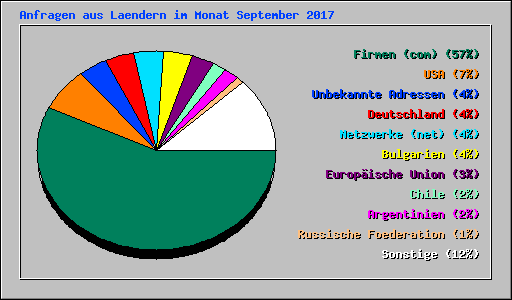 Anfragen aus Laendern im Monat September 2017
Firmen (com) (57%)
USA (7%)
Unbekannte Adressen (4%)
Deutschland (4%)
Netzwerke (net) (4%)
Bulgarien (4%)
Europäische Union (3%)
Chile (2%)
Argentinien (2%)
Russische Foederation (1%)
Sonstige (12%)